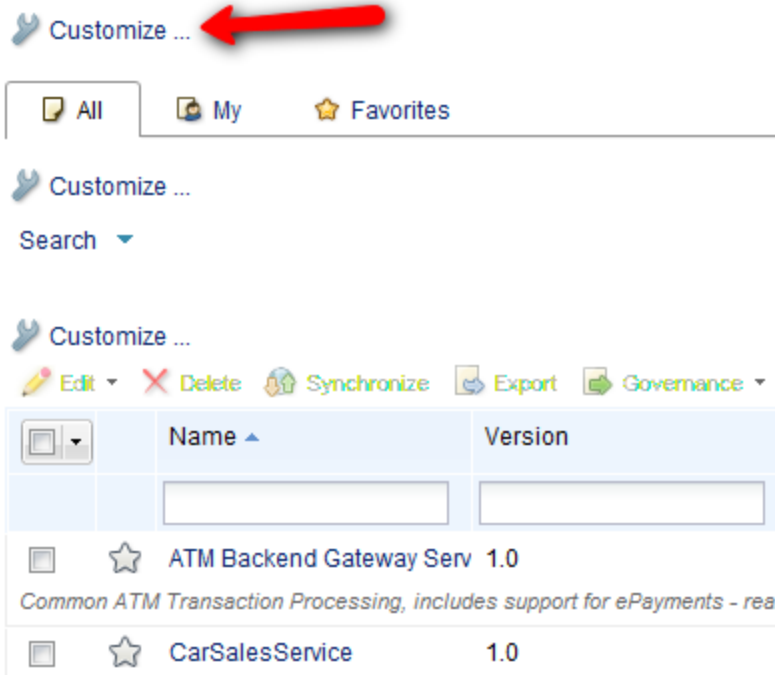 Customize ...
All My Favorites
Customize ...
Search
Customize ...
Edit Delete Synchronize Export Governance
Name Version
ATM Backend Gateway Serv 1.0
Common ATM Transaction Processing, includes support for ePayments - rea
CarSalesService 1.0